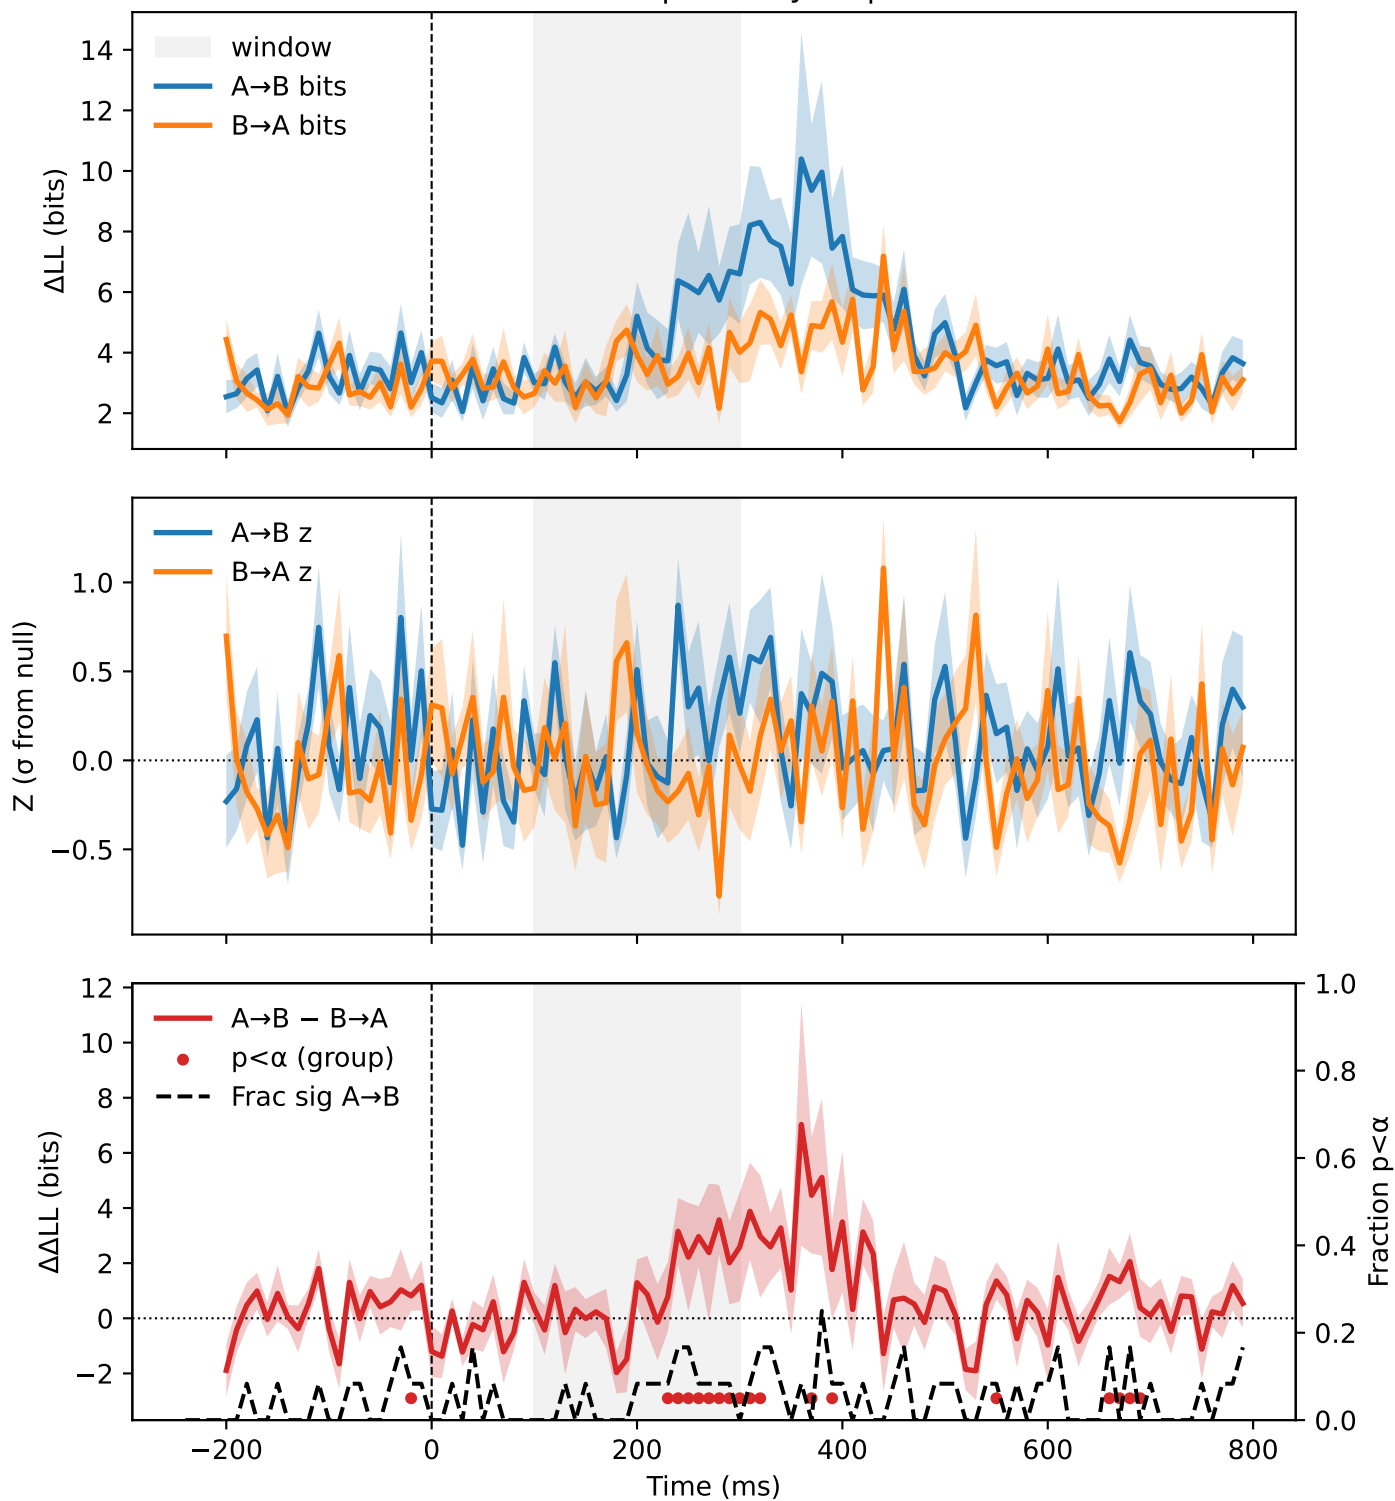 14
12
10
8
6
4
2
ΔLL (bits)
window
A→B bits
B→A bits
1.0
0.5
0.0
−0.5
Z (σ from null)
A→B z
B→A z
12
10
8
6
4
2
0
−2
ΔΔLL (bits)
A→B − B→A
p<α (group)
Frac sig A→B
1.0
0.8
0.6
0.4
0.2
0.0
Fraction p<α
−200
0
200
400
600
800
Time (ms)